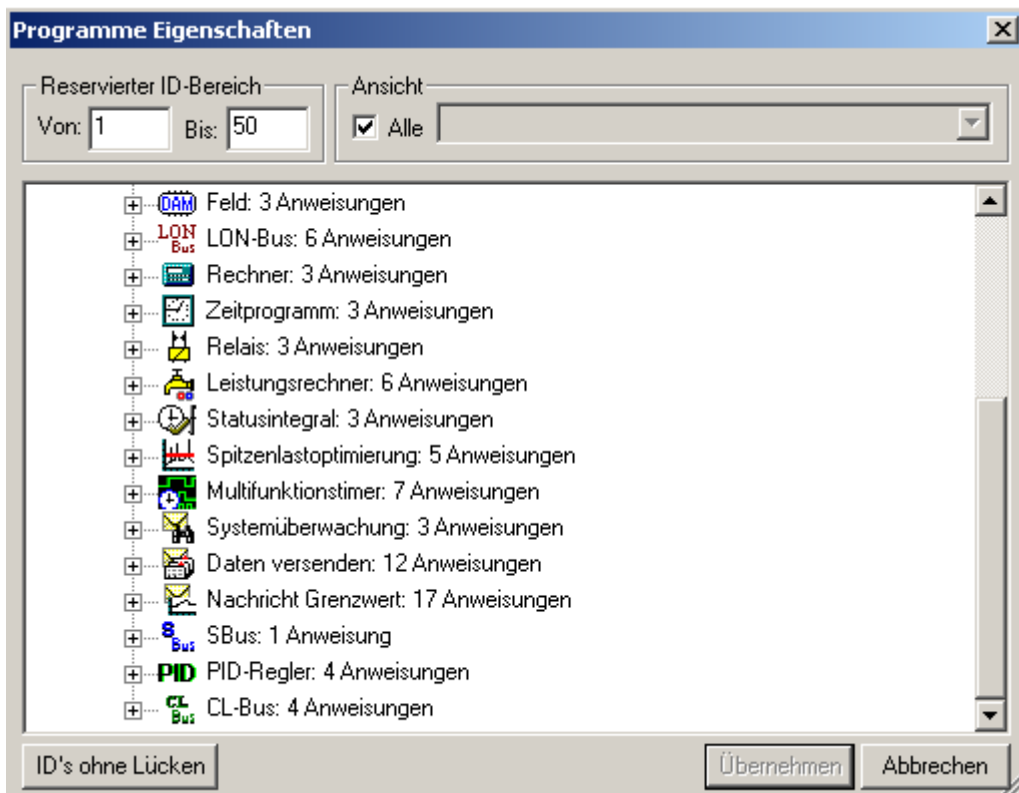 Programme Eigenschaften
Reservierter ID-Bereich
Von: 1 Bis: 50
Ansicht
Alle
DAM Feld: 3 Anweisungen
LON Bus LON-Bus: 6 Anweisungen
Rechner: 3 Anweisungen
Zeitprogramm: 3 Anweisungen
Relais: 3 Anweisungen
Leistungsrechner: 6 Anweisungen
Statusintegral: 3 Anweisungen
Spitzenlastoptimierung: 5 Anweisungen
Multifunktionstimer: 7 Anweisungen
Systemüberwachung: 3 Anweisungen
Daten versenden: 12 Anweisungen
Nachricht Grenzwert: 17 Anweisungen
S Bus SBus: 1 Anweisung
PID PID-Regler: 4 Anweisungen
CL Bus CL-Bus: 4 Anweisungen
ID's ohne Lücken Übernehmen Abbrechen